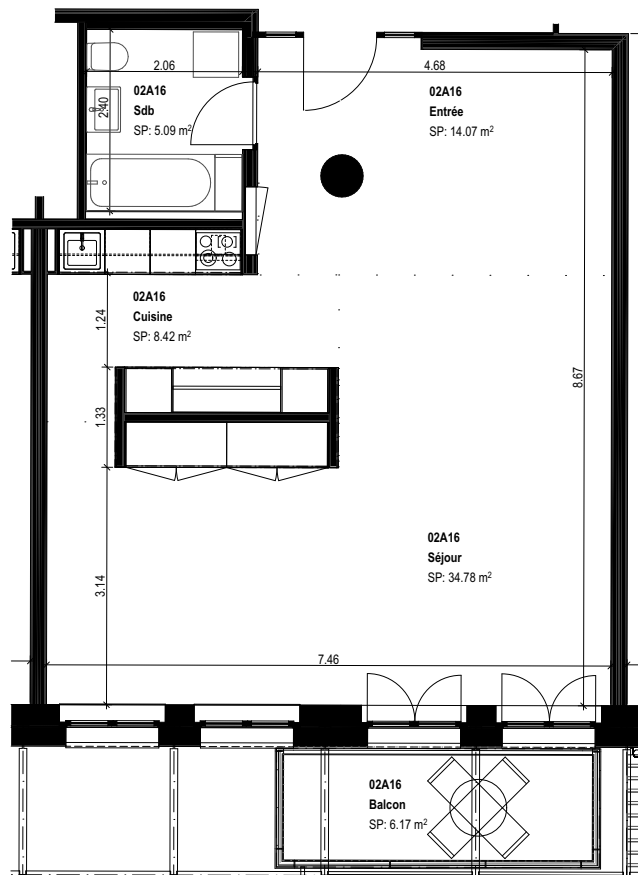 2.06
4.68
02A16
Sdb
SP: 5.09 m²
2.40
02A16
Entrée
SP: 14.07 m²
02A16
Cuisine
SP: 8.42 m²
1.24
8.67
1.33
02A16
Séjour
SP: 34.78 m²
3.14
7.46
02A16
Balcon
SP: 6.17 m²